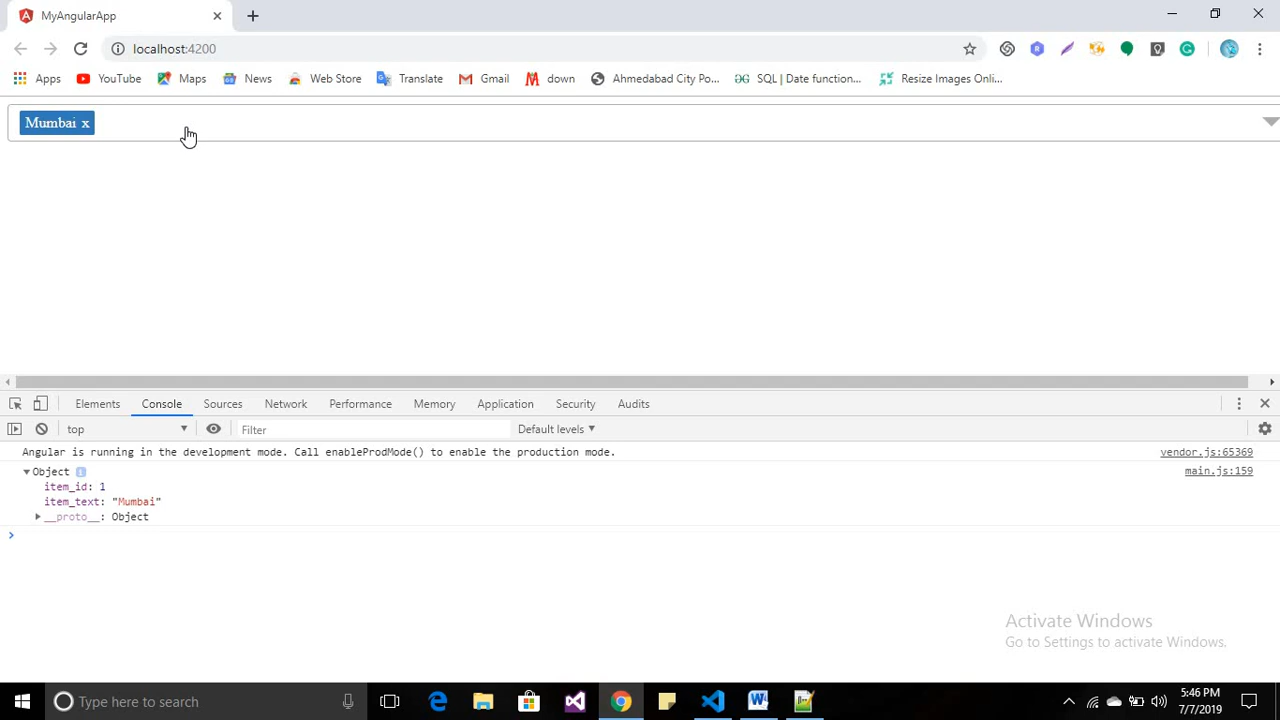 MyAngularApp
localhost:4200
Apps YouTube Maps News Web Store Translate Gmail down Ahmedabad City Po... SQL | Date function... Resize Images Onli...
Mumbai x
Elements Console Sources Network Performance Memory Application Security Audits
top Filter Default levels
Angular is running in the development mode. Call enableProdMode() to enable the production mode. vendor.js:65369
Object main.js:159
item_id: 1
item_text: "Mumbai"
__proto__: Object
Activate Windows
Go to Settings to activate Windows.
Type here to search
5:46 PM
7/7/2019